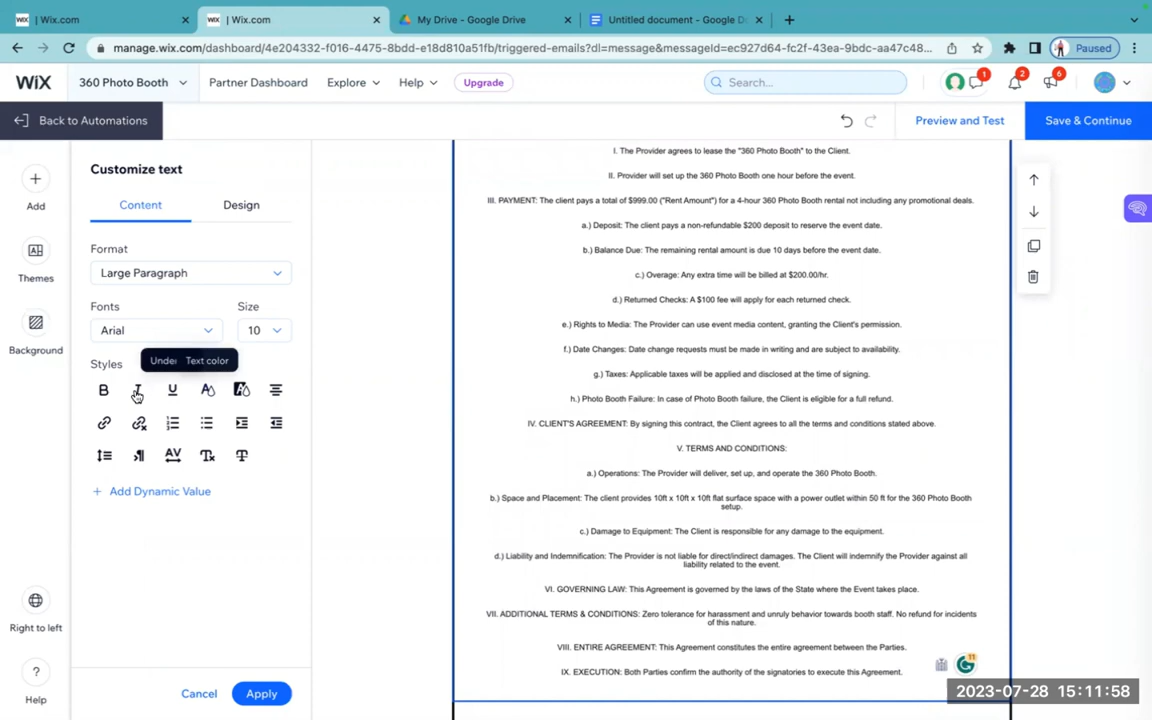 | Wix.com
| Wix.com
My Drive - Google Drive
Untitled document - Google D
manage.wix.com/dashboard/4e204332-f016-4475-8bdd-e18d810a51fb/triggered-emails?dl=message&messageId=ec927d64-fc2f-43ea-9bdc-aa47c48...
Paused
WiX
360 Photo Booth
Partner Dashboard
Explore
Help
Upgrade
Search...
1
2
6
Back to Automations
Preview and Test
Save & Continue
Add
Themes
Background
Right to left
Help
Customize text
Content
Design
Format
Large Paragraph
Fonts
Size
Arial
10
Unde
Text color
Styles
B
I
U
Add Dynamic Value
Cancel
Apply
I. The Provider agrees to lease the "360 Photo Booth" to the Client.
II. Provider will set up the 360 Photo Booth one hour before the event.
III. PAYMENT: The client pays a total of $999.00 ("Rent Amount") for a 4-hour 360 Photo Booth rental not including any promotional deals.
a.) Deposit: The client pays a non-refundable $200 deposit to reserve the event date.
b.) Balance Due: The remaining rental amount is due 10 days before the event date.
c.) Overage: Any extra time will be billed at $200.00/hr.
d.) Returned Checks: A $100 fee will apply for each returned check.
e.) Rights to Media: The Provider can use event media content, granting the Client's permission.
f.) Date Changes: Date change requests must be made in writing and are subject to availability.
g.) Taxes: Applicable taxes will be applied and disclosed at the time of signing.
h.) Photo Booth Failure: In case of Photo Booth failure, the Client is eligible for a full refund.
IV. CLIENT'S AGREEMENT: By signing this contract, the Client agrees to all the terms and conditions stated above.
V. TERMS AND CONDITIONS:
a.) Operations: The Provider will deliver, set up, and operate the 360 Photo Booth.
b.) Space and Placement: The client provides 10ft x 10ft x 10ft flat surface space with a power outlet within 50 ft for the 360 Photo Booth
setup.
c.) Damage to Equipment: The Client is responsible for any damage to the equipment.
d.) Liability and Indemnification: The Provider is not liable for direct/indirect damages. The Client will indemnify the Provider against all
liability related to the event.
VI. GOVERNING LAW: This Agreement is governed by the laws of the State where the Event takes place.
VII. ADDITIONAL TERMS & CONDITIONS: Zero tolerance for harassment and unruly behavior towards booth staff. No refund for incidents
of this nature.
VIII. ENTIRE AGREEMENT: This Agreement constitutes the entire agreement between the Parties.
IX. EXECUTION: Both Parties confirm the authority of the signatories to execute this Agreement.
11
2023-07-28 15:11:58